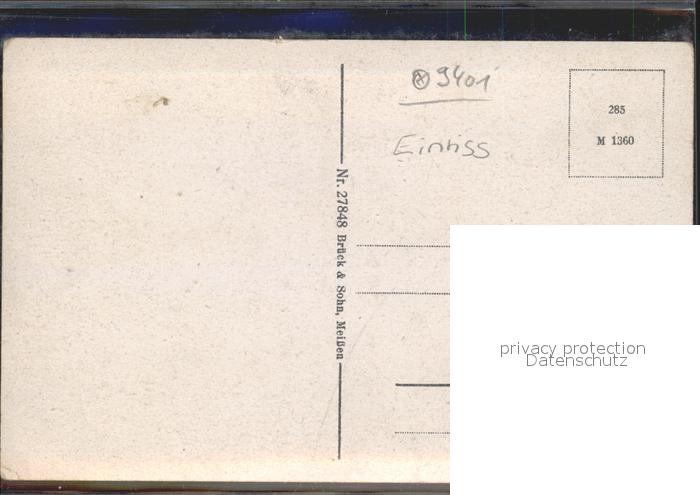 ⊗ 9401
Einriss
285
M 1360
Nr. 27848 Brück & Sohn, Meißen
privacy protection
Datenschutz